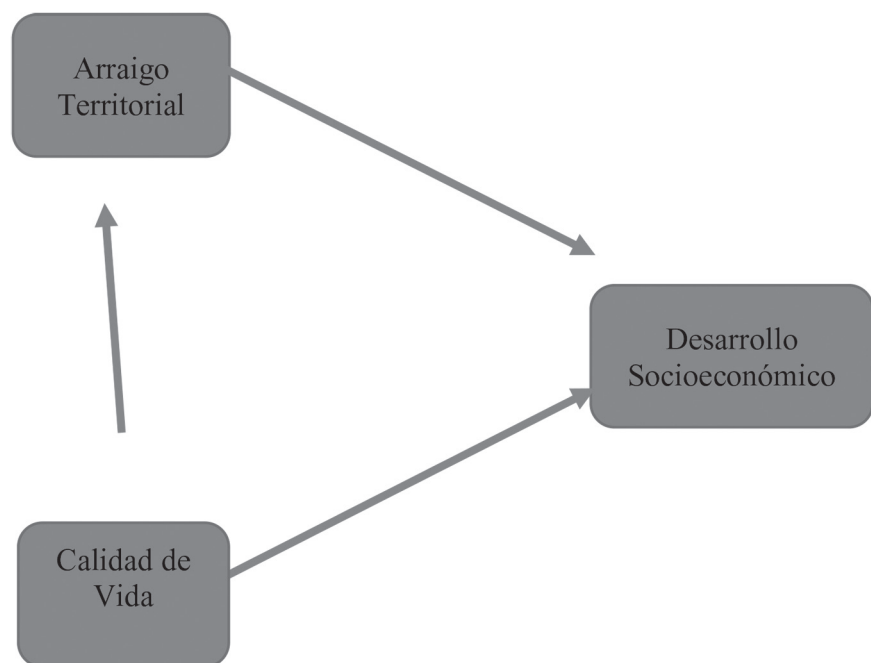 Arraigo
Territorial
Desarrollo
Socioeconómico
Calidad de
Vida